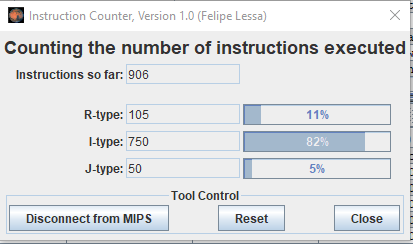 Instruction Counter, Version 1.0 (Felipe Lessa)
Counting the number of instructions executed
Instructions so far: 906
R-type: 105 11%
I-type: 750 82%
J-type: 50 5%
Tool Control
Disconnect from MIPS Reset Close